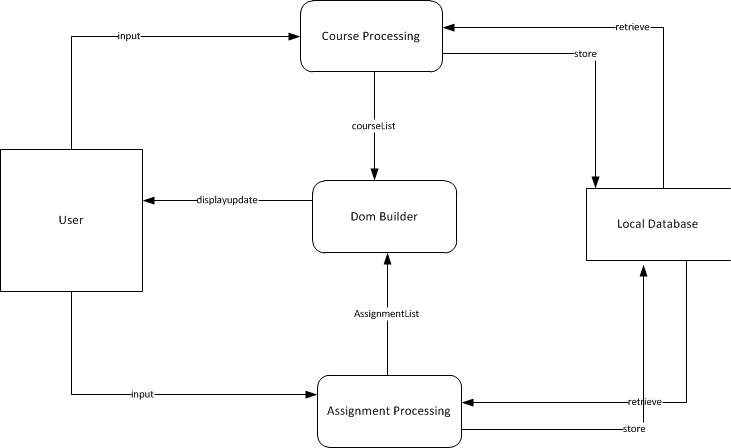 input
Course Processing
retrieve
store
courseList
User
displayupdate
Dom Builder
Local Database
AssignmentList
input
Assignment Processing
retrieve
store